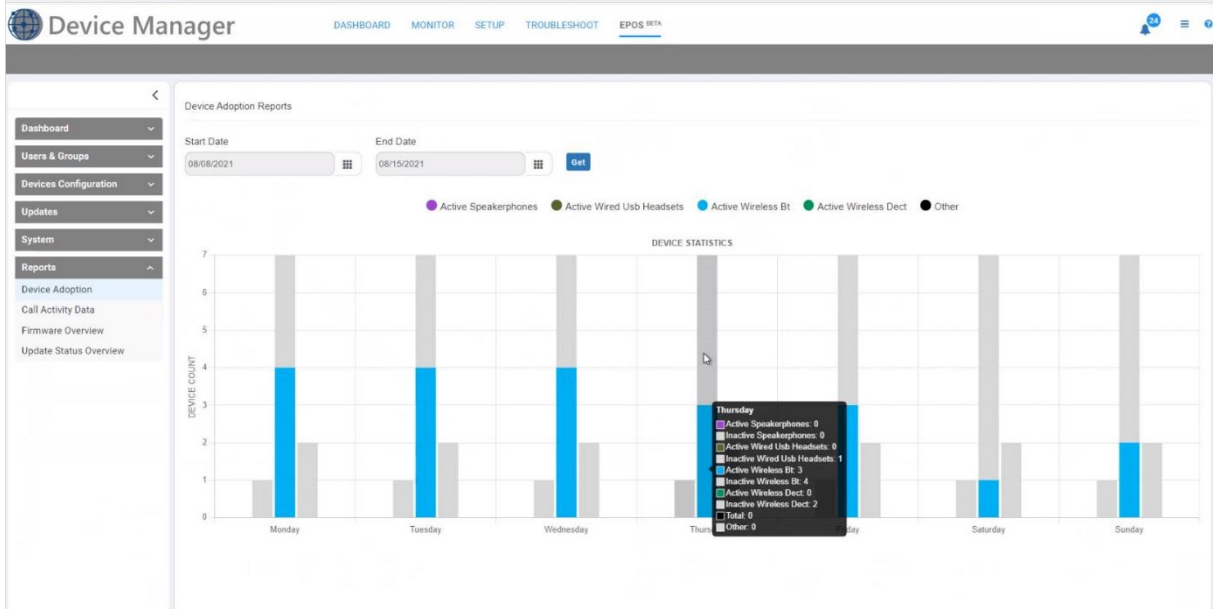 Device Manager
DASHBOARD MONITOR SETUP TROUBLESHOOT EPOS BETA
24
Device Adoption Reports
Dashboard
Users & Groups
Devices Configuration
Updates
System
Reports
Device Adoption
Call Activity Data
Firmware Overview
Update Status Overview
Start Date End Date
08/08/2021 08/15/2021 Get
Active Speakerphones Active Wired Usb Headsets Active Wireless Bt Active Wireless Dect Other
DEVICE STATISTICS
DEVICE COUNT
7
6
5
4
3
2
1
0
Thursday
Active Speakerphones: 0
Inactive Speakerphones: 0
Active Wired Usb Headsets: 0
Inactive Wired Usb Headsets: 1
Active Wireless Bt: 3
Inactive Wireless Bt: 4
Active Wireless Dect: 0
Inactive Wireless Dect: 2
Total: 0
Other: 0
Monday Tuesday Wednesday Thurs day Saturday Sunday